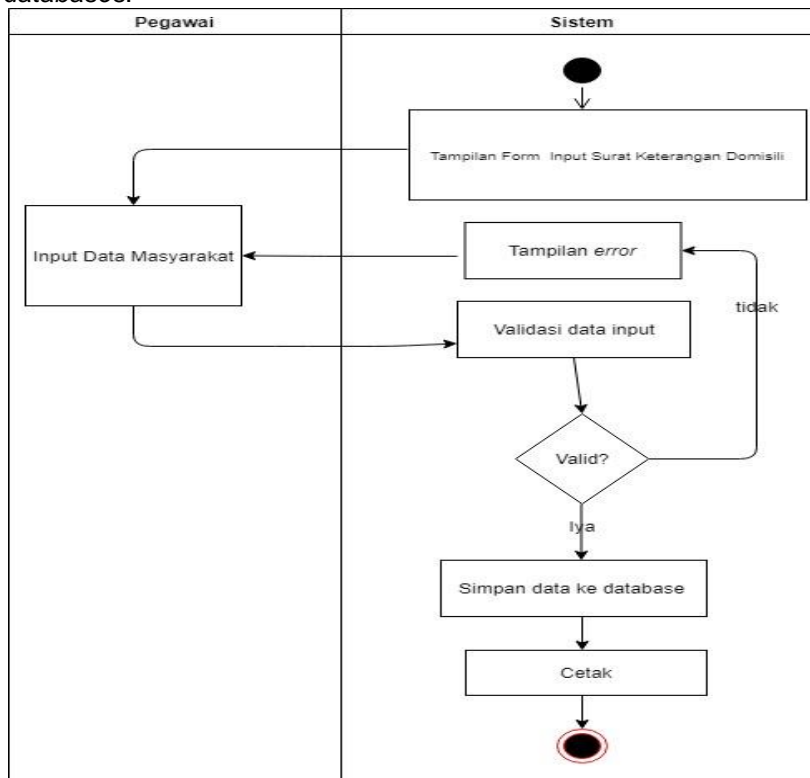 Pegawai
Sistem
Tampilan Form Input Surat Keterangan Domisili
Input Data Masyarakat
Tampilan error
tidak
Validasi data input
Valid?
Iya
Simpan data ke database
Cetak